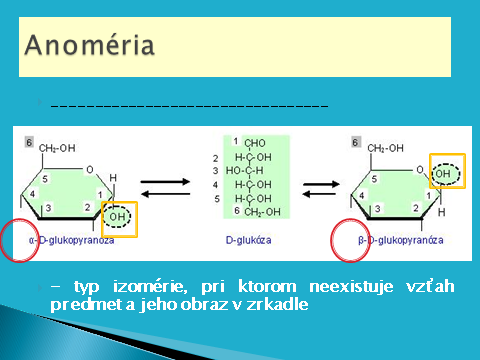 Anoméria
_________________________________
6
CH₂-OH
5
O
H
4
1
3
2
OH
α-D-glukopyranóza
1 CHO
2 H-C-OH
3 HO-C-H
4 H-C-OH
5 H-C-OH
6 CH₂-OH
D-glukóza
6
CH₂-OH
5
O
OH
4
1
3
2
H
β-D-glukopyranóza
– typ izomérie, pri ktorom neexistuje vzťah
predmet a jeho obraz v zrkadle